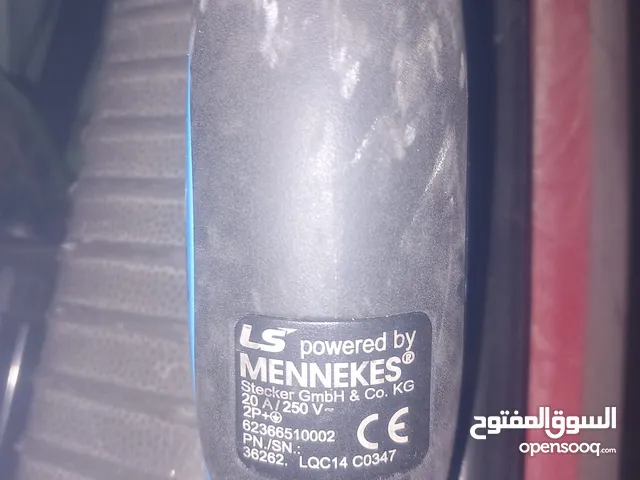 LS powered by
MENNEKES®
Stecker GmbH & Co. KG
20 A / 250 V~
2P+⏚
62366510002
PN./SN.:
36262. LQC14 C0347
CE
السوق المفتوح
opensooq.com